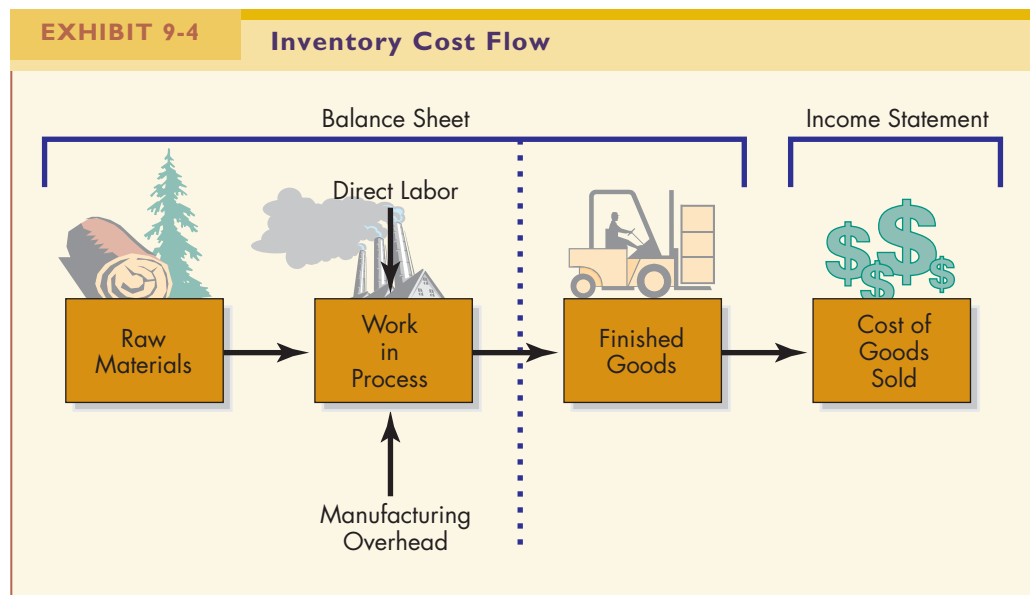 EXHIBIT 9-4
Inventory Cost Flow
Balance Sheet
Income Statement
Direct Labor
Raw
Materials
Work
in
Process
Finished
Goods
Cost of
Goods
Sold
Manufacturing
Overhead